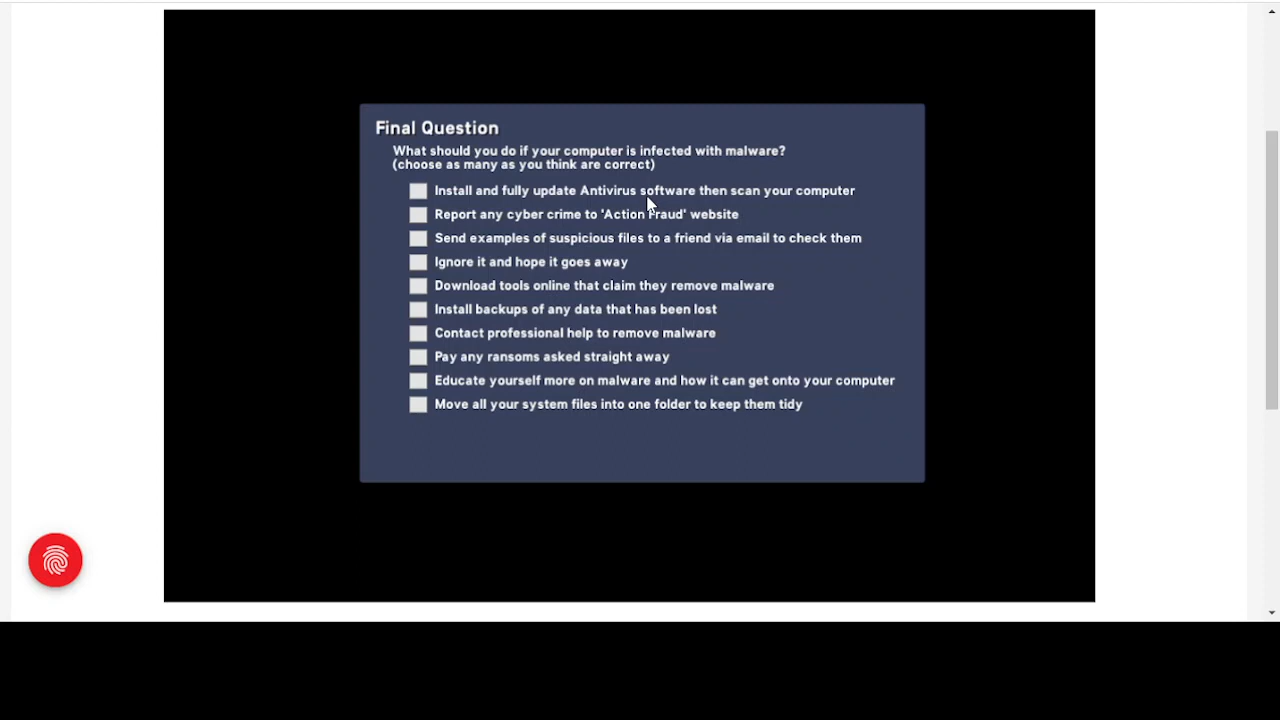 Final Question
What should you do if your computer is infected with malware?
(choose as many as you think are correct)
Install and fully update Antivirus software then scan your computer
Report any cyber crime to 'Action Fraud' website
Send examples of suspicious files to a friend via email to check them
Ignore it and hope it goes away
Download tools online that claim they remove malware
Install backups of any data that has been lost
Contact professional help to remove malware
Pay any ransoms asked straight away
Educate yourself more on malware and how it can get onto your computer
Move all your system files into one folder to keep them tidy